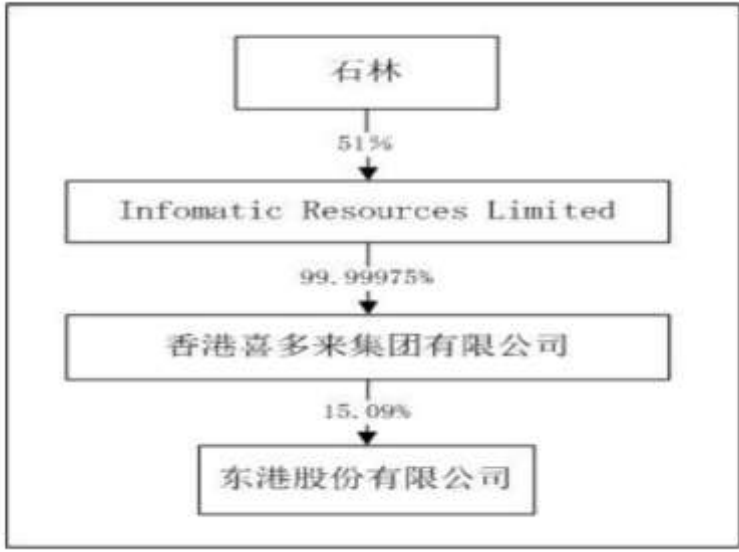 石林
51%
Infomatic Resources Limited
99.99975%
香港喜多来集团有限公司
15.09%
东港股份有限公司